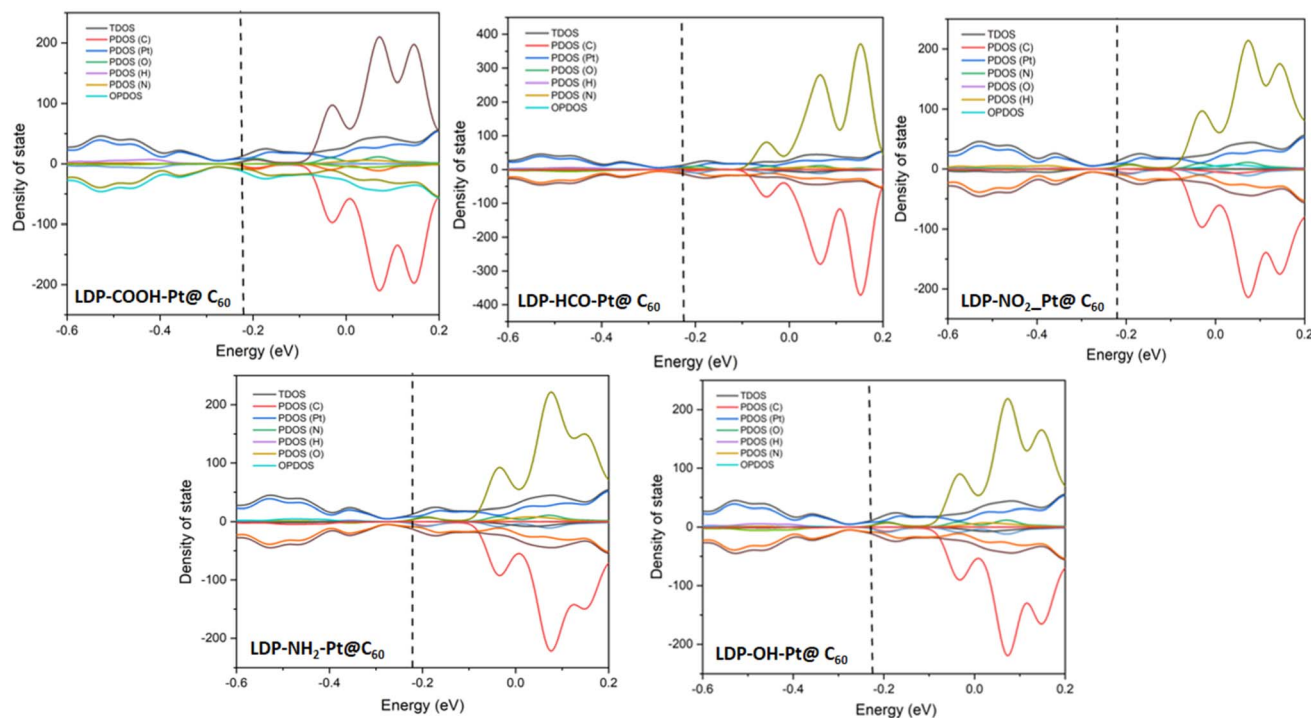 Density of state
200
100
0
-100
-200
TDOS
PDOS (C)
PDOS (Pt)
PDOS (O)
PDOS (H)
PDOS (N)
OPDOS
LDP-COOH-Pt@ C60
-0.6 -0.4 -0.2 0.0 0.2
Energy (eV)
Density of state
400
300
200
100
0
-100
-200
-300
-400
TDOS
PDOS (C)
PDOS (Pt)
PDOS (O)
PDOS (H)
PDOS (N)
OPDOS
LDP-HCO-Pt@ C60
-0.6 -0.4 -0.2 0.0 0.2
Energy (eV)
Density of state
200
100
0
-100
-200
TDOS
PDOS (C)
PDOS (Pt)
PDOS (N)
PDOS (O)
PDOS (H)
OPDOS
LDP-NO2_Pt@ C60
-0.6 -0.4 -0.2 0.0 0.2
Energy (eV)
Density of state
200
100
0
-100
-200
TDOS
PDOS (C)
PDOS (Pt)
PDOS (N)
PDOS (H)
PDOS (O)
OPDOS
LDP-NH2-Pt@C60
-0.6 -0.4 -0.2 0.0 0.2
Energy (eV)
Density of state
200
100
0
-100
-200
TDOS
PDOS (C)
PDOS (Pt)
PDOS (O)
PDOS (H)
PDOS (N)
OPDOS
LDP-OH-Pt@ C60
-0.6 -0.4 -0.2 0.0 0.2
Energy (eV)